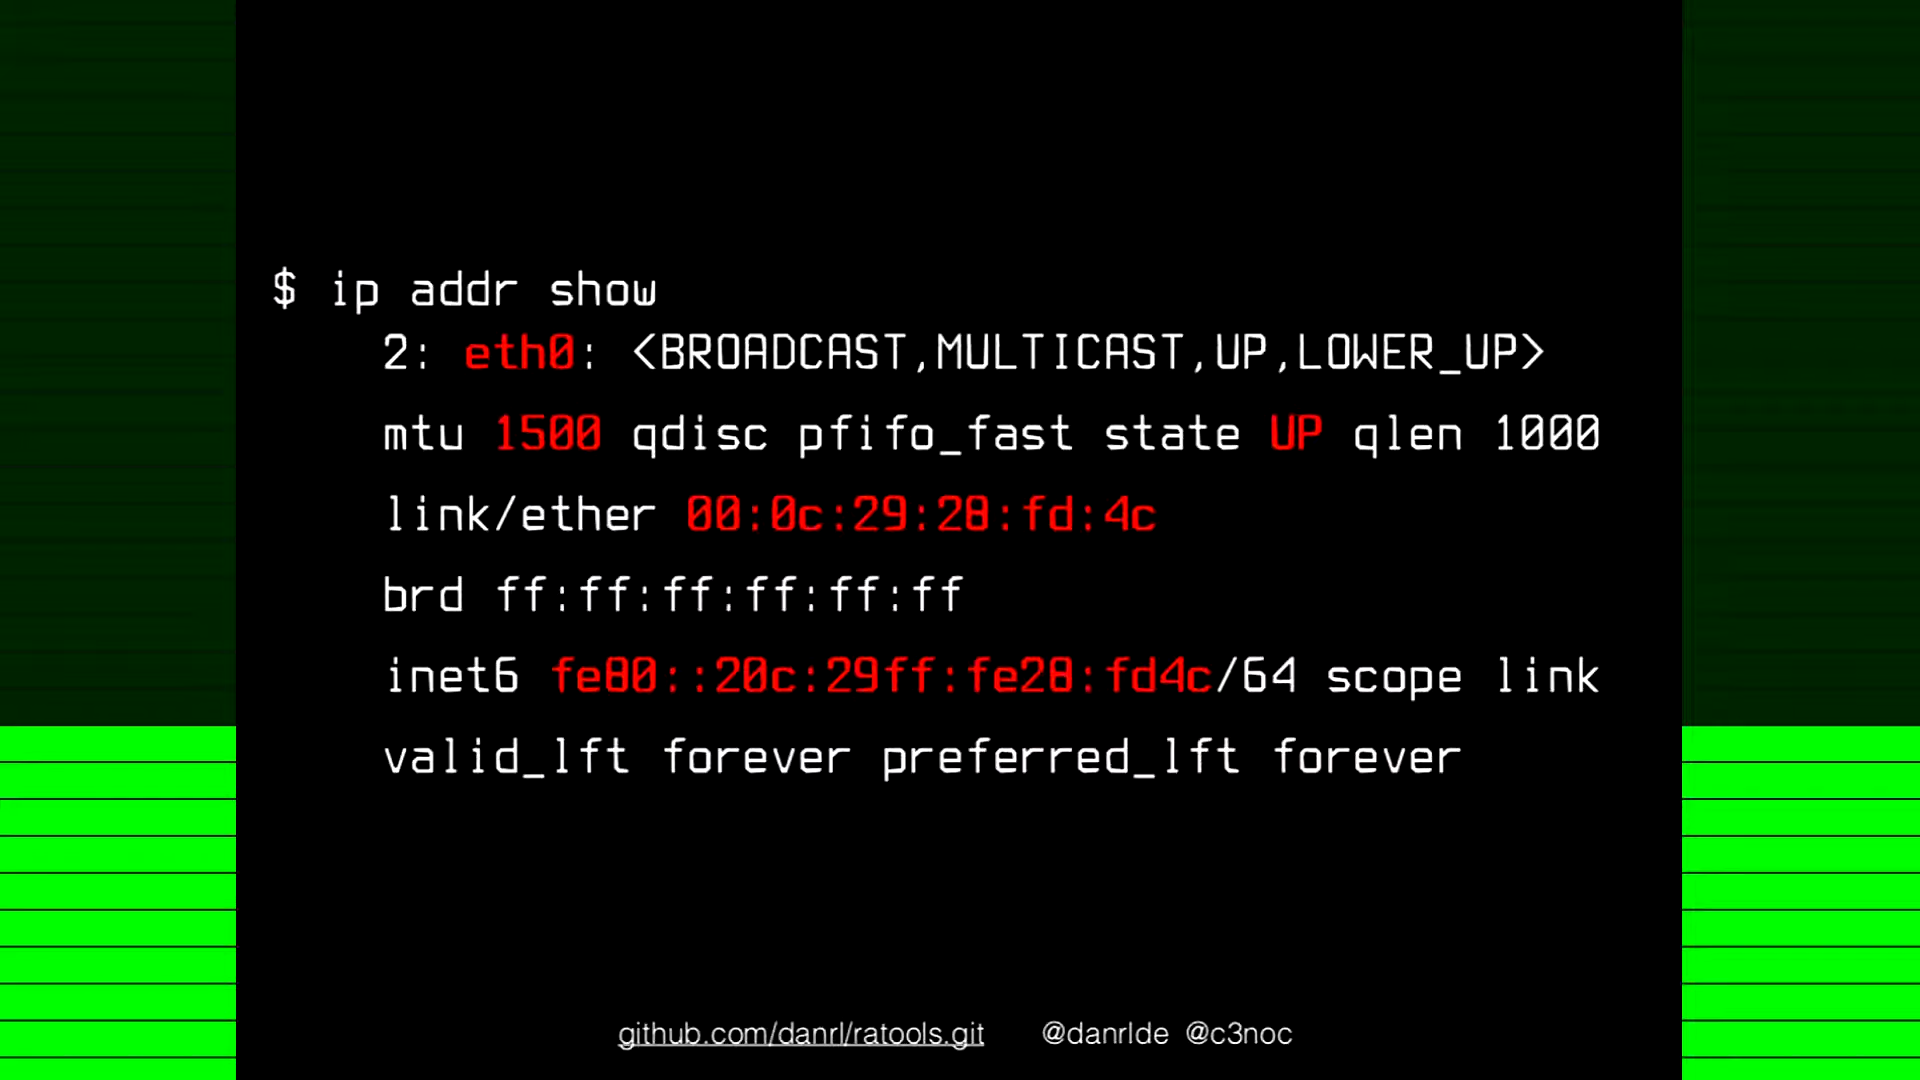 $ ip addr show
2: eth0: <BROADCAST,MULTICAST,UP,LOWER_UP>
mtu 1500 qdisc pfifo_fast state UP qlen 1000
link/ether 00:0c:29:28:fd:4c
brd ff:ff:ff:ff:ff:ff
inet6 fe80::20c:29ff:fe28:fd4c/64 scope link
valid_lft forever preferred_lft forever
github.com/danrl/ratools.git @danrlde @c3noc